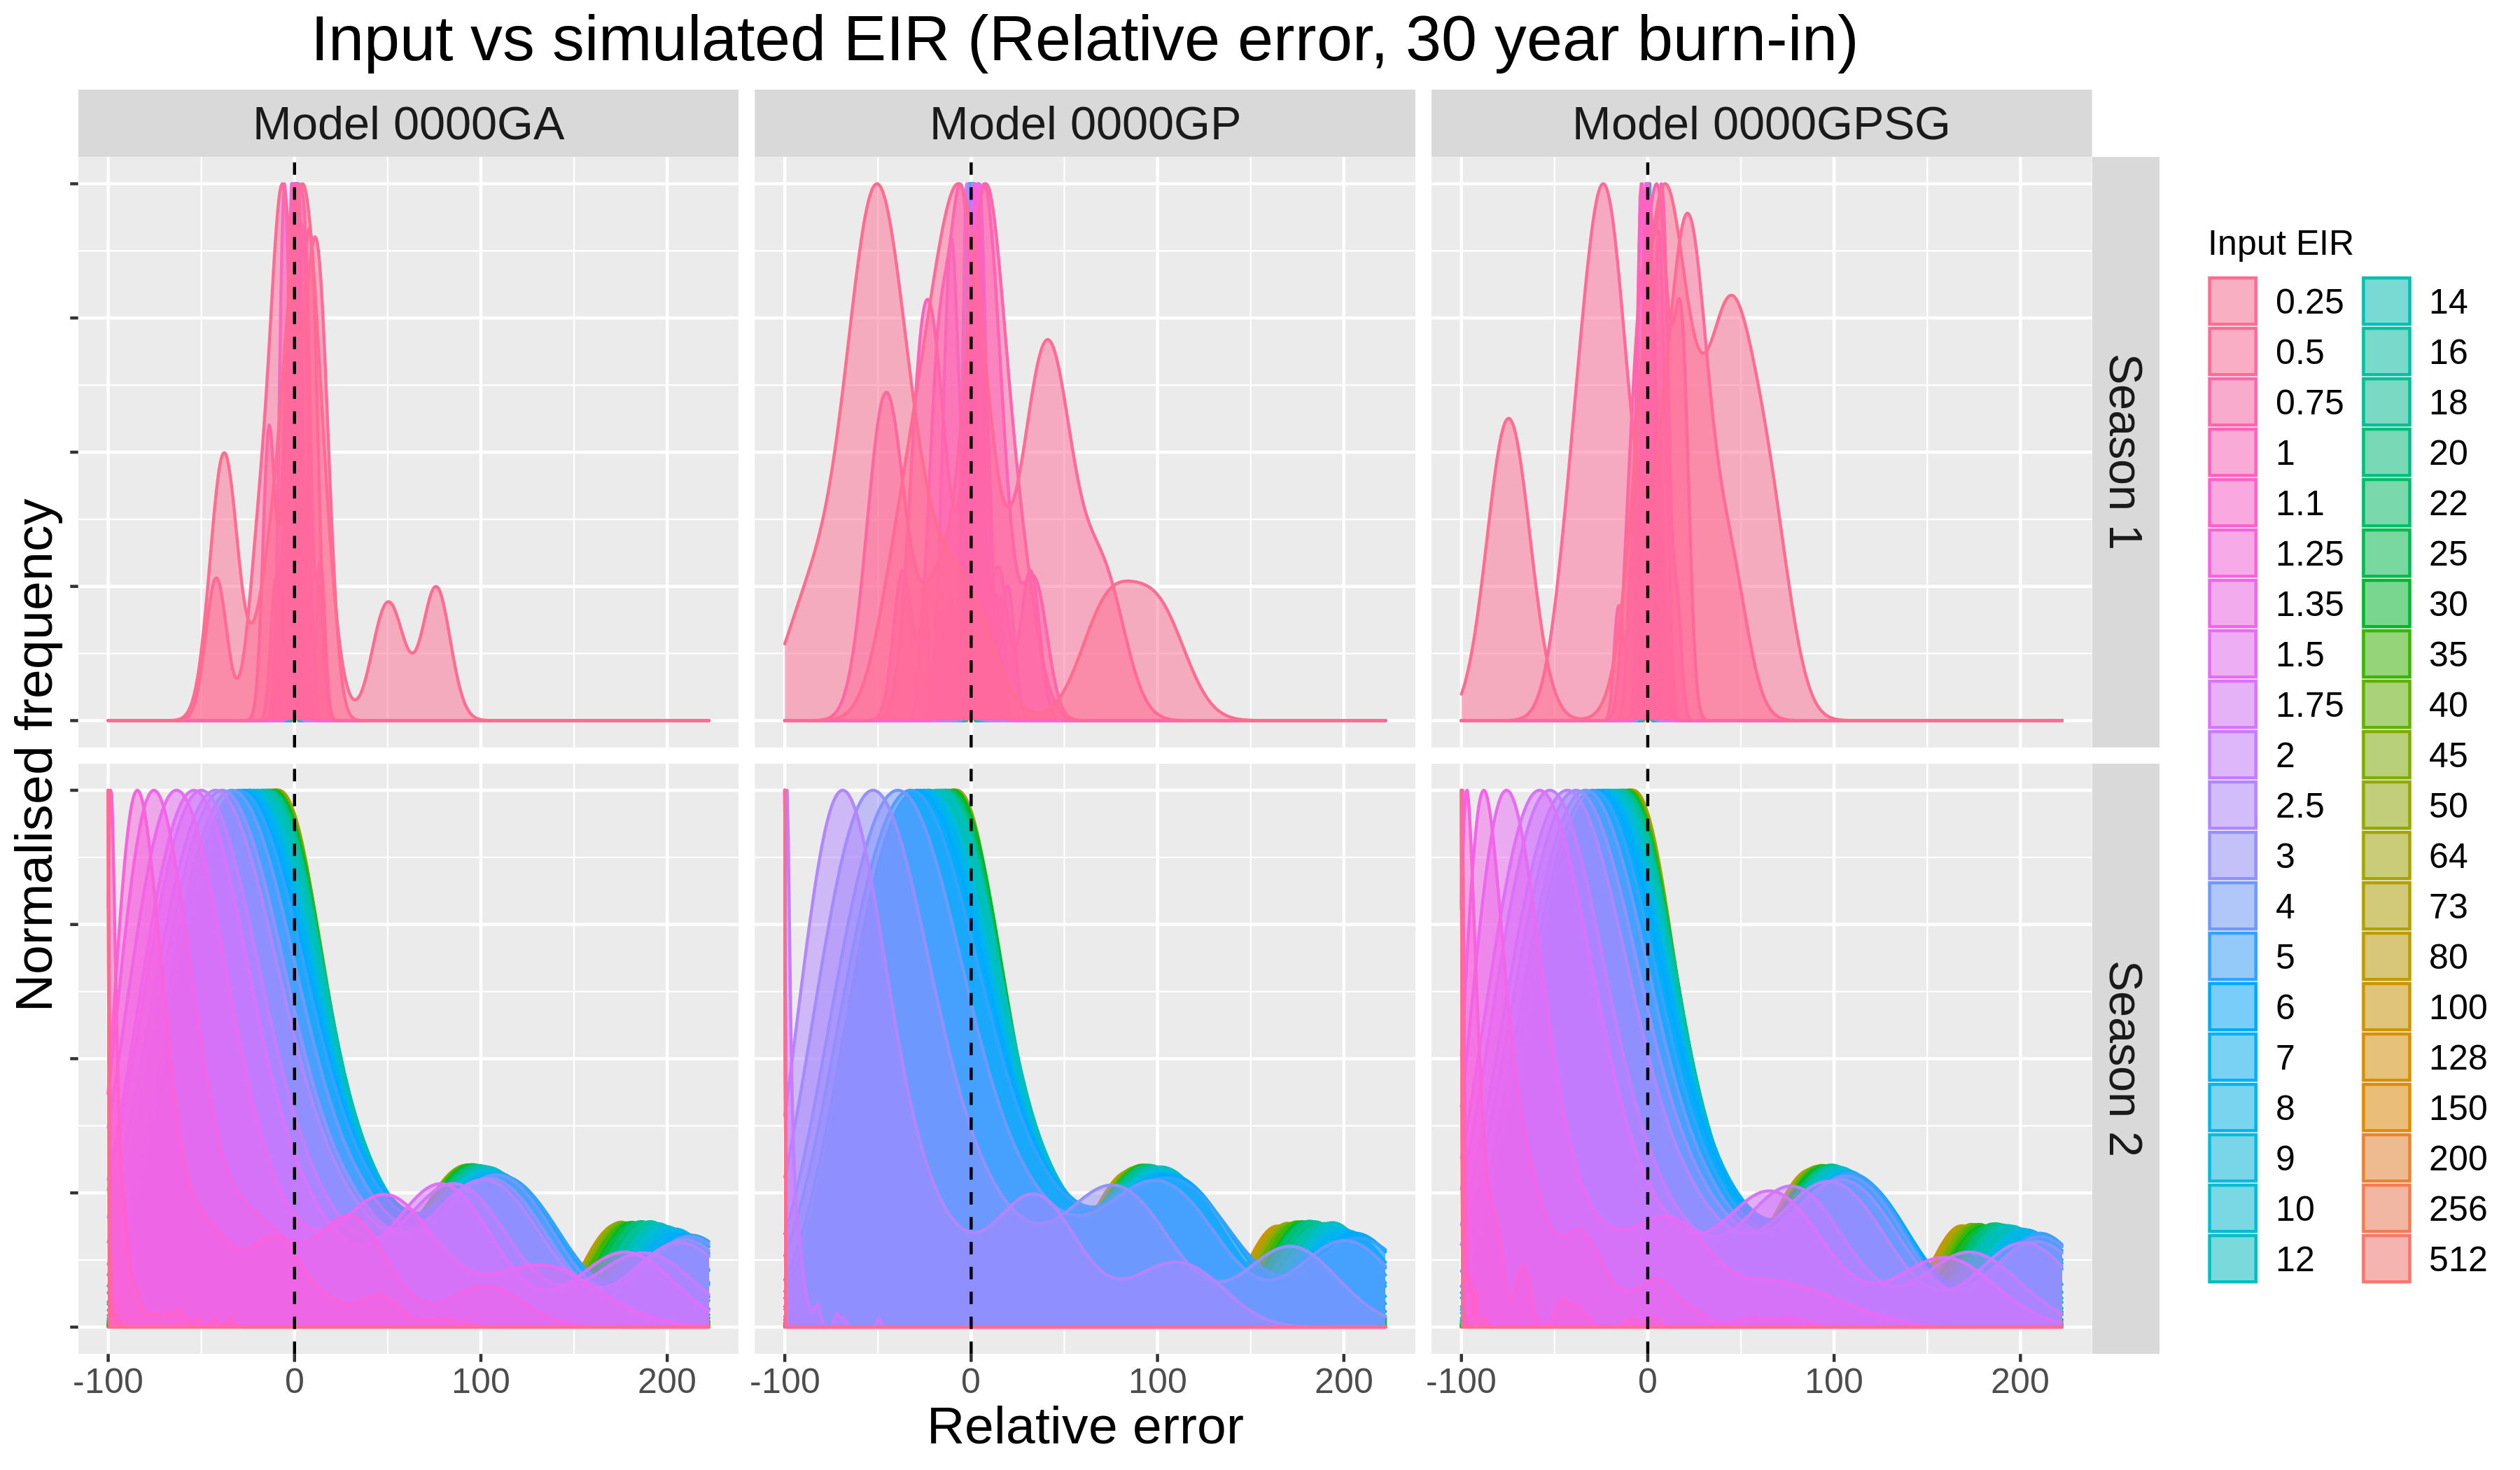 Input vs simulated EIR (Relative error, 30 year burn-in)
Model 0000GA
Model 0000GP
Model 0000GPSG
Season 1
Season 2
Normalised frequency
-100 0 100 200
-100 0 100 200
-100 0 100 200
Relative error
Input EIR
0.25 14
0.5 16
0.75 18
1 20
1.1 22
1.25 25
1.35 30
1.5 35
1.75 40
2 45
2.5 50
3 64
4 73
5 80
6 100
7 128
8 150
9 200
10 256
12 512